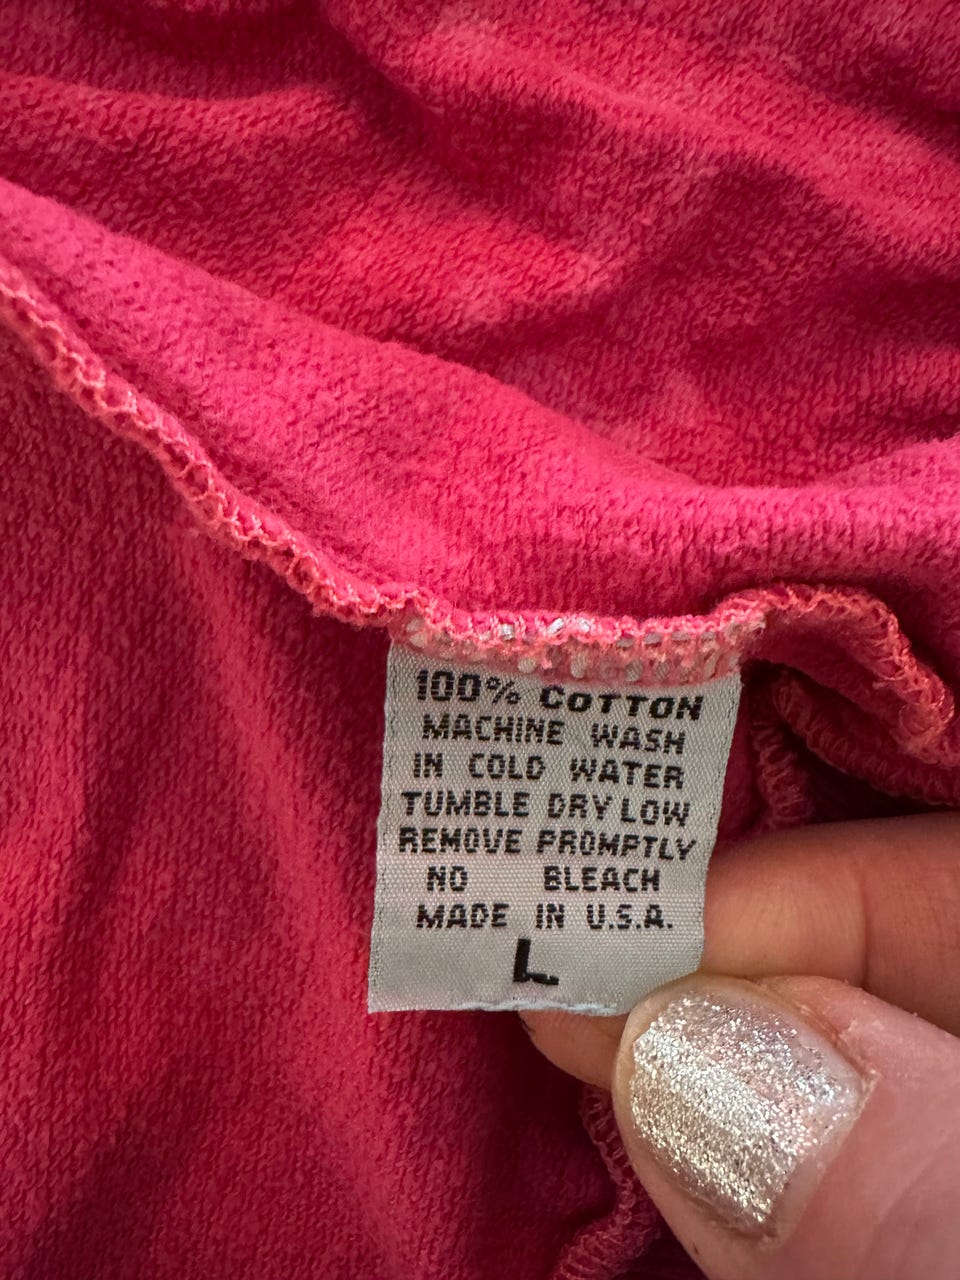 100% COTTON
MACHINE WASH
IN COLD WATER
TUMBLE DRY LOW
REMOVE PROMPTLY
NO BLEACH
MADE IN U.S.A.
L